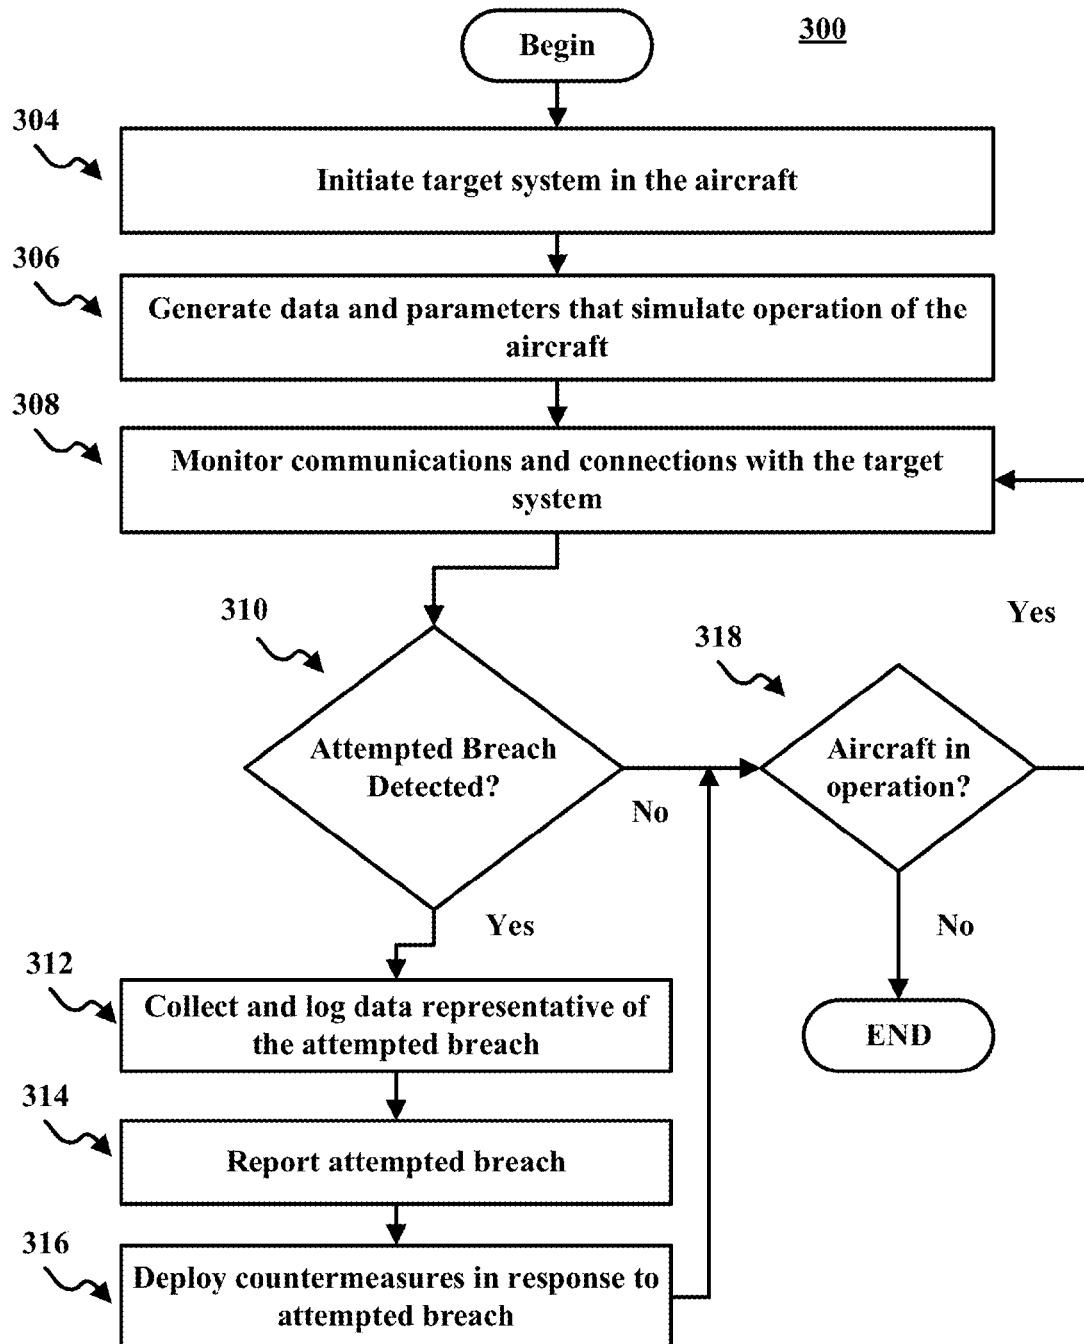 Begin
300
304
Initiate target system in the aircraft
306
Generate data and parameters that simulate operation of the
aircraft
308
Monitor communications and connections with the target
system
310
Attempted Breach
Detected?
No
Yes
318
Aircraft in
operation?
Yes
No
END
312
Collect and log data representative of
the attempted breach
314
Report attempted breach
316
Deploy countermeasures in response to
attempted breach